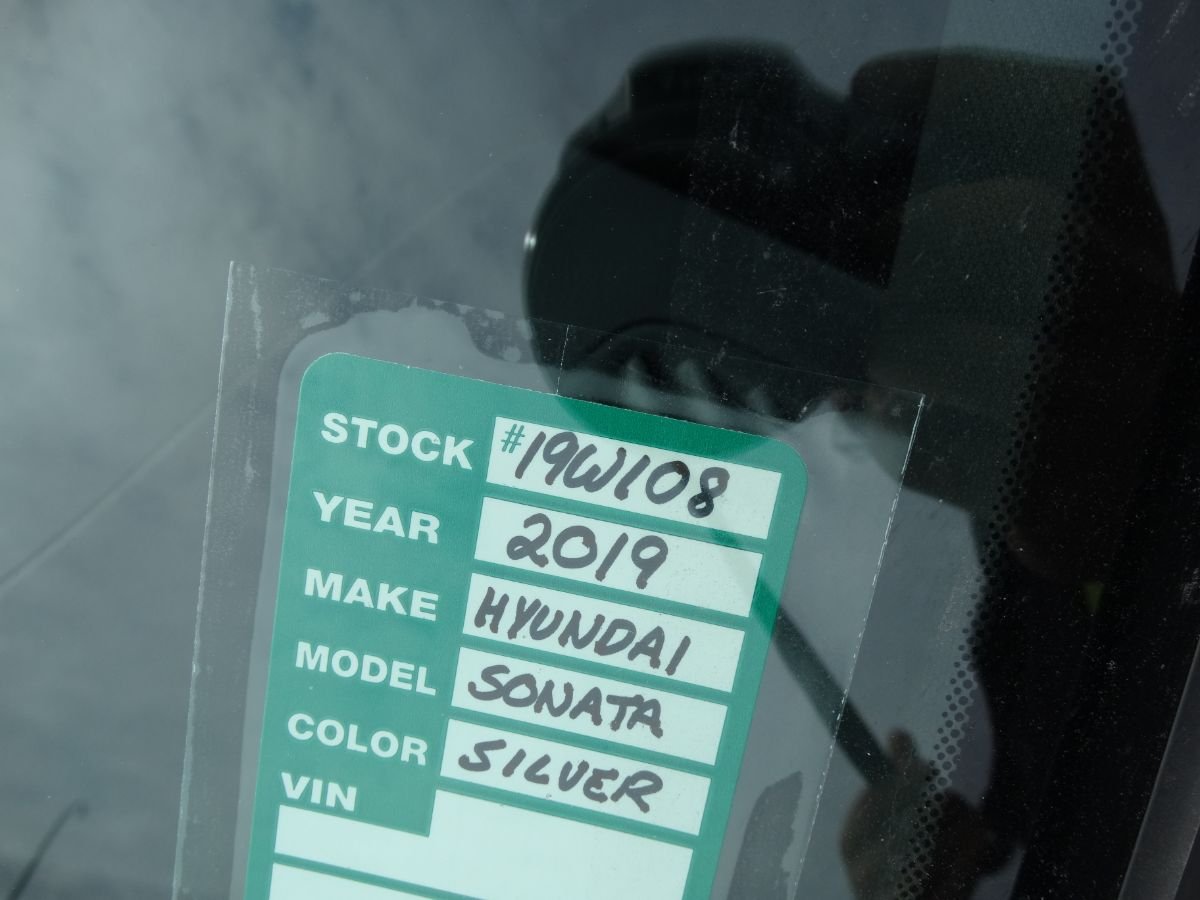 STOCK #19W108
YEAR 2019
MAKE HYUNDAI
MODEL SONATA
COLOR SILVER
VIN